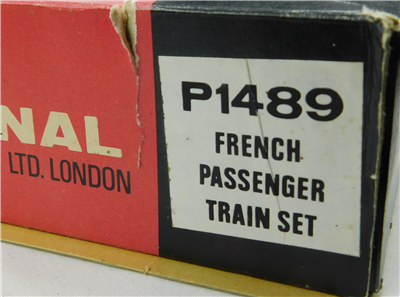 NAL
LTD. LONDON
P1489
FRENCH
PASSENGER
TRAIN SET